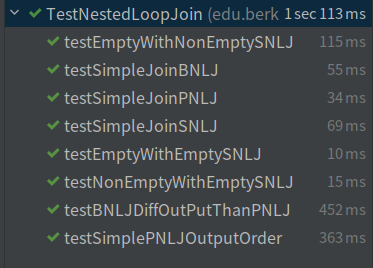 TestNestedLoopJoin (edu.berk 1 sec 113 ms
testEmptyWithNonEmptySNLJ 115 ms
testSimpleJoinBNLJ 55 ms
testSimpleJoinPNLJ 34 ms
testSimpleJoinSNLJ 69 ms
testEmptyWithEmptySNLJ 10 ms
testNonEmptyWithEmptySNLJ 15 ms
testBNLJDiffOutPutThanPNLJ 452 ms
testSimplePNLJOutputOrder 363 ms